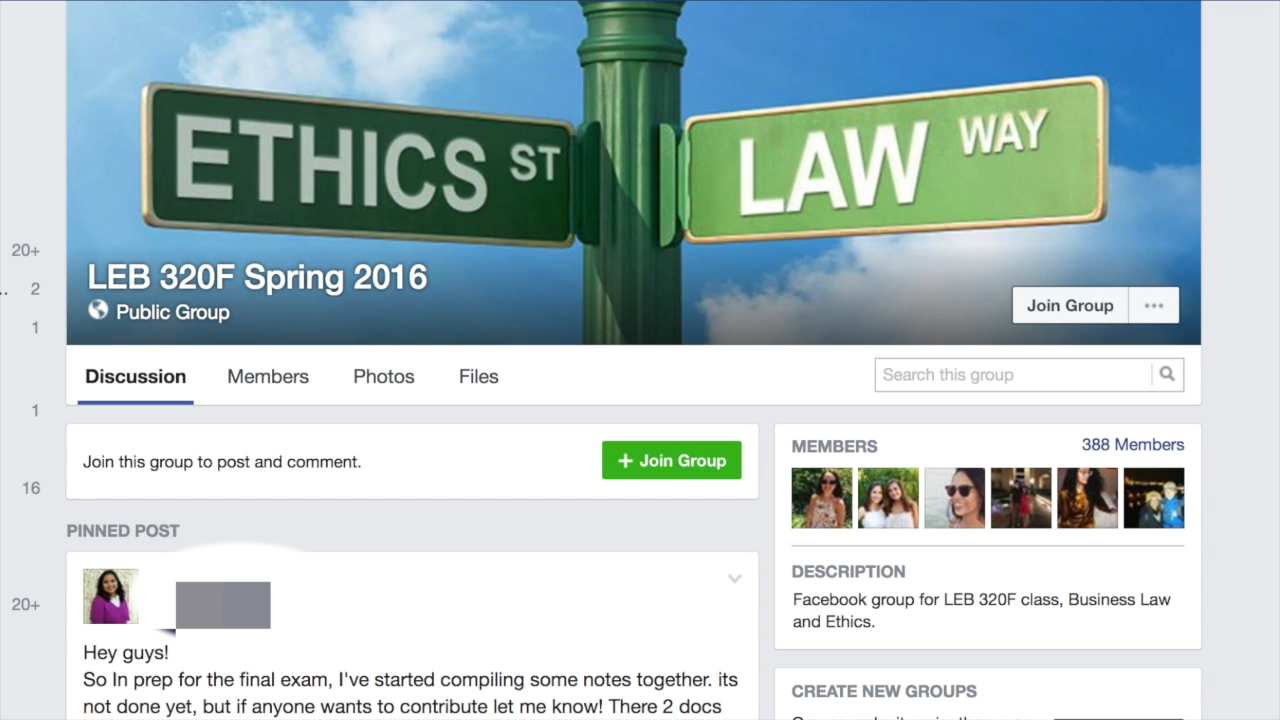 ETHICS ST
LAW WAY
LEB 320F Spring 2016
Public Group
Join Group
20+
2
1
Discussion
Members
Photos
Files
Search this group
1
Join this group to post and comment.
+ Join Group
MEMBERS
388 Members
16
PINNED POST
DESCRIPTION
Facebook group for LEB 320F class, Business Law
and Ethics.
20+
Hey guys!
So In prep for the final exam, I've started compiling some notes together. its
not done yet, but if anyone wants to contribute let me know! There 2 docs
CREATE NEW GROUPS